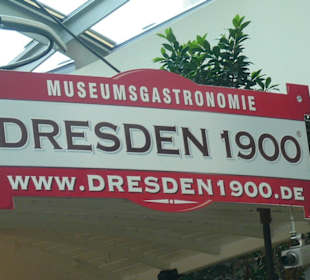 MUSEUMSGASTRONOMIE
DRESDEN 1900®
WWW.DRESDEN1900.DE